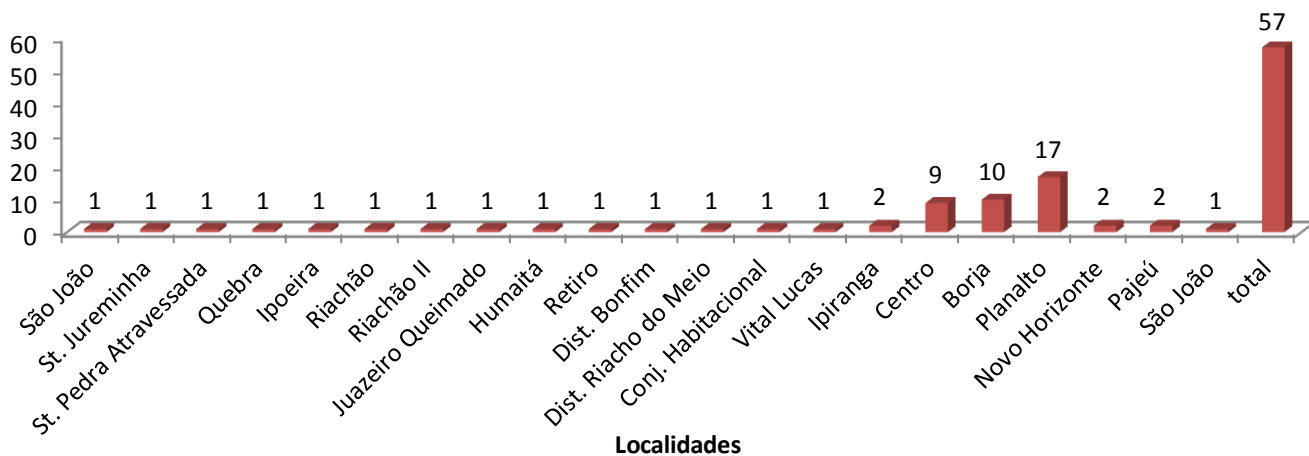 57
60
50
40
30
20
10
0
1
1
1
1
1
1
1
1
1
1
1
1
1
1
2
9
10
17
2
2
1
São João
St. Jureminha
St. Pedra Atravessada
Quebra
Ipoeira
Riachão
Riachão II
Juazeiro Queimado
Humaitá
Retiro
Dist. Bonfim
Dist. Riacho do Meio
Conj. Habitacional
Vital Lucas
Ipiranga
Centro
Borja
Planalto
Novo Horizonte
Pajeú
São João
total
Localidades